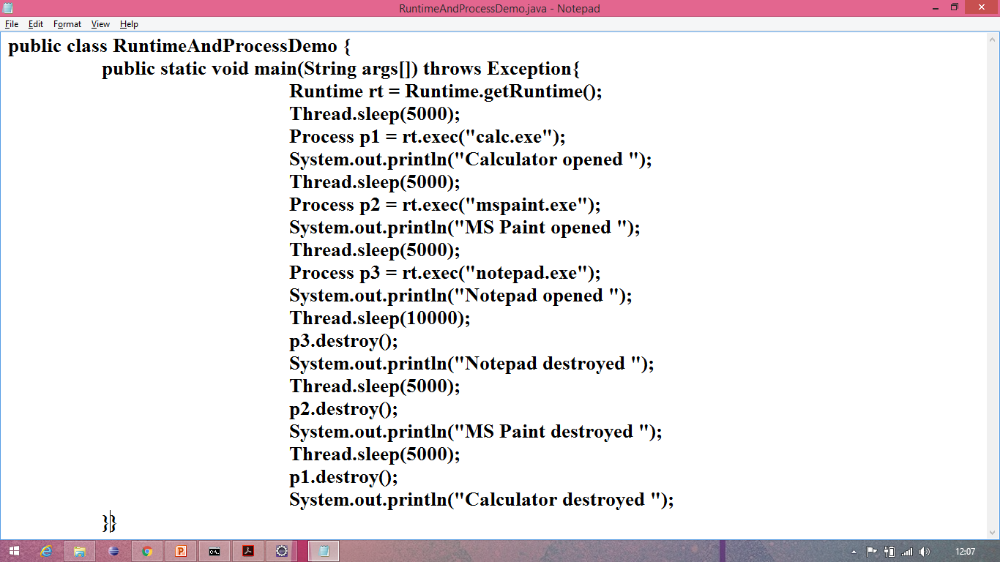 RuntimeAndProcessDemo.java - Notepad
File Edit Format View Help
public class RuntimeAndProcessDemo {
public static void main(String args[]) throws Exception{
Runtime rt = Runtime.getRuntime();
Thread.sleep(5000);
Process p1 = rt.exec("calc.exe");
System.out.println("Calculator opened ");
Thread.sleep(5000);
Process p2 = rt.exec("mspaint.exe");
System.out.println("MS Paint opened ");
Thread.sleep(5000);
Process p3 = rt.exec("notepad.exe");
System.out.println("Notepad opened ");
Thread.sleep(10000);
p3.destroy();
System.out.println("Notepad destroyed ");
Thread.sleep(5000);
p2.destroy();
System.out.println("MS Paint destroyed ");
Thread.sleep(5000);
p1.destroy();
System.out.println("Calculator destroyed ");
}}
12:07